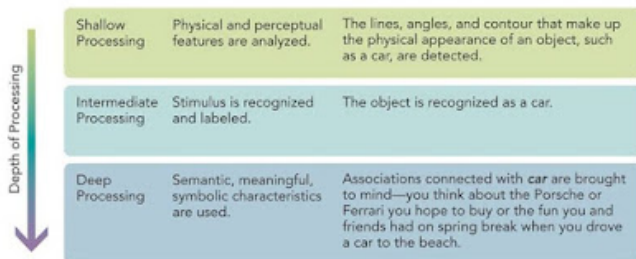 Depth of Processing
Shallow
Processing
Physical and perceptual
features are analyzed.
The lines, angles, and contour that make up
the physical appearance of an object, such
as a car, are detected.
Intermediate
Processing
Stimulus is recognized
and labeled.
The object is recognized as a car.
Deep
Processing
Semantic, meaningful,
symbolic characteristics
are used.
Associations connected with car are brought
to mind—you think about the Porsche or
Ferrari you hope to buy or the fun you and
friends had on spring break when you drove
a car to the beach.